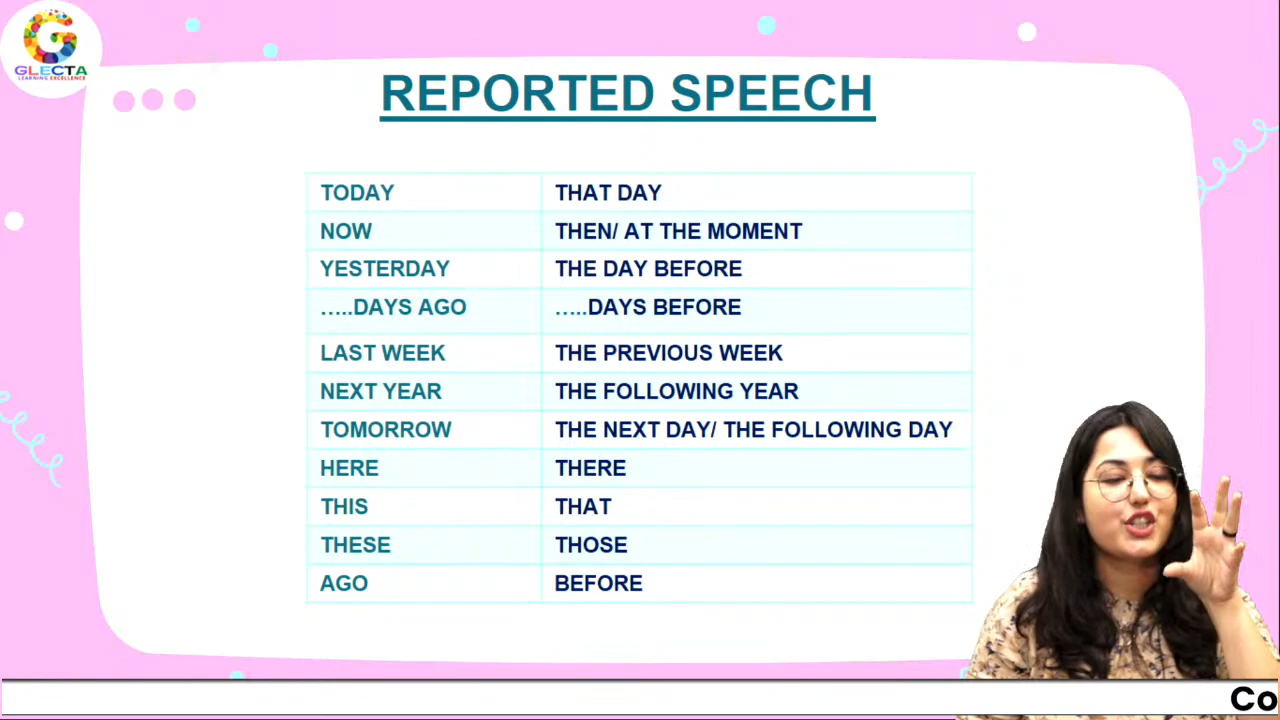 G
GLECTA
LEARNING EXCELLENCE
REPORTED SPEECH
TODAY THAT DAY
NOW THEN/ AT THE MOMENT
YESTERDAY THE DAY BEFORE
…..DAYS AGO …..DAYS BEFORE
LAST WEEK THE PREVIOUS WEEK
NEXT YEAR THE FOLLOWING YEAR
TOMORROW THE NEXT DAY/ THE FOLLOWING DAY
HERE THERE
THIS THAT
THESE THOSE
AGO BEFORE
Co